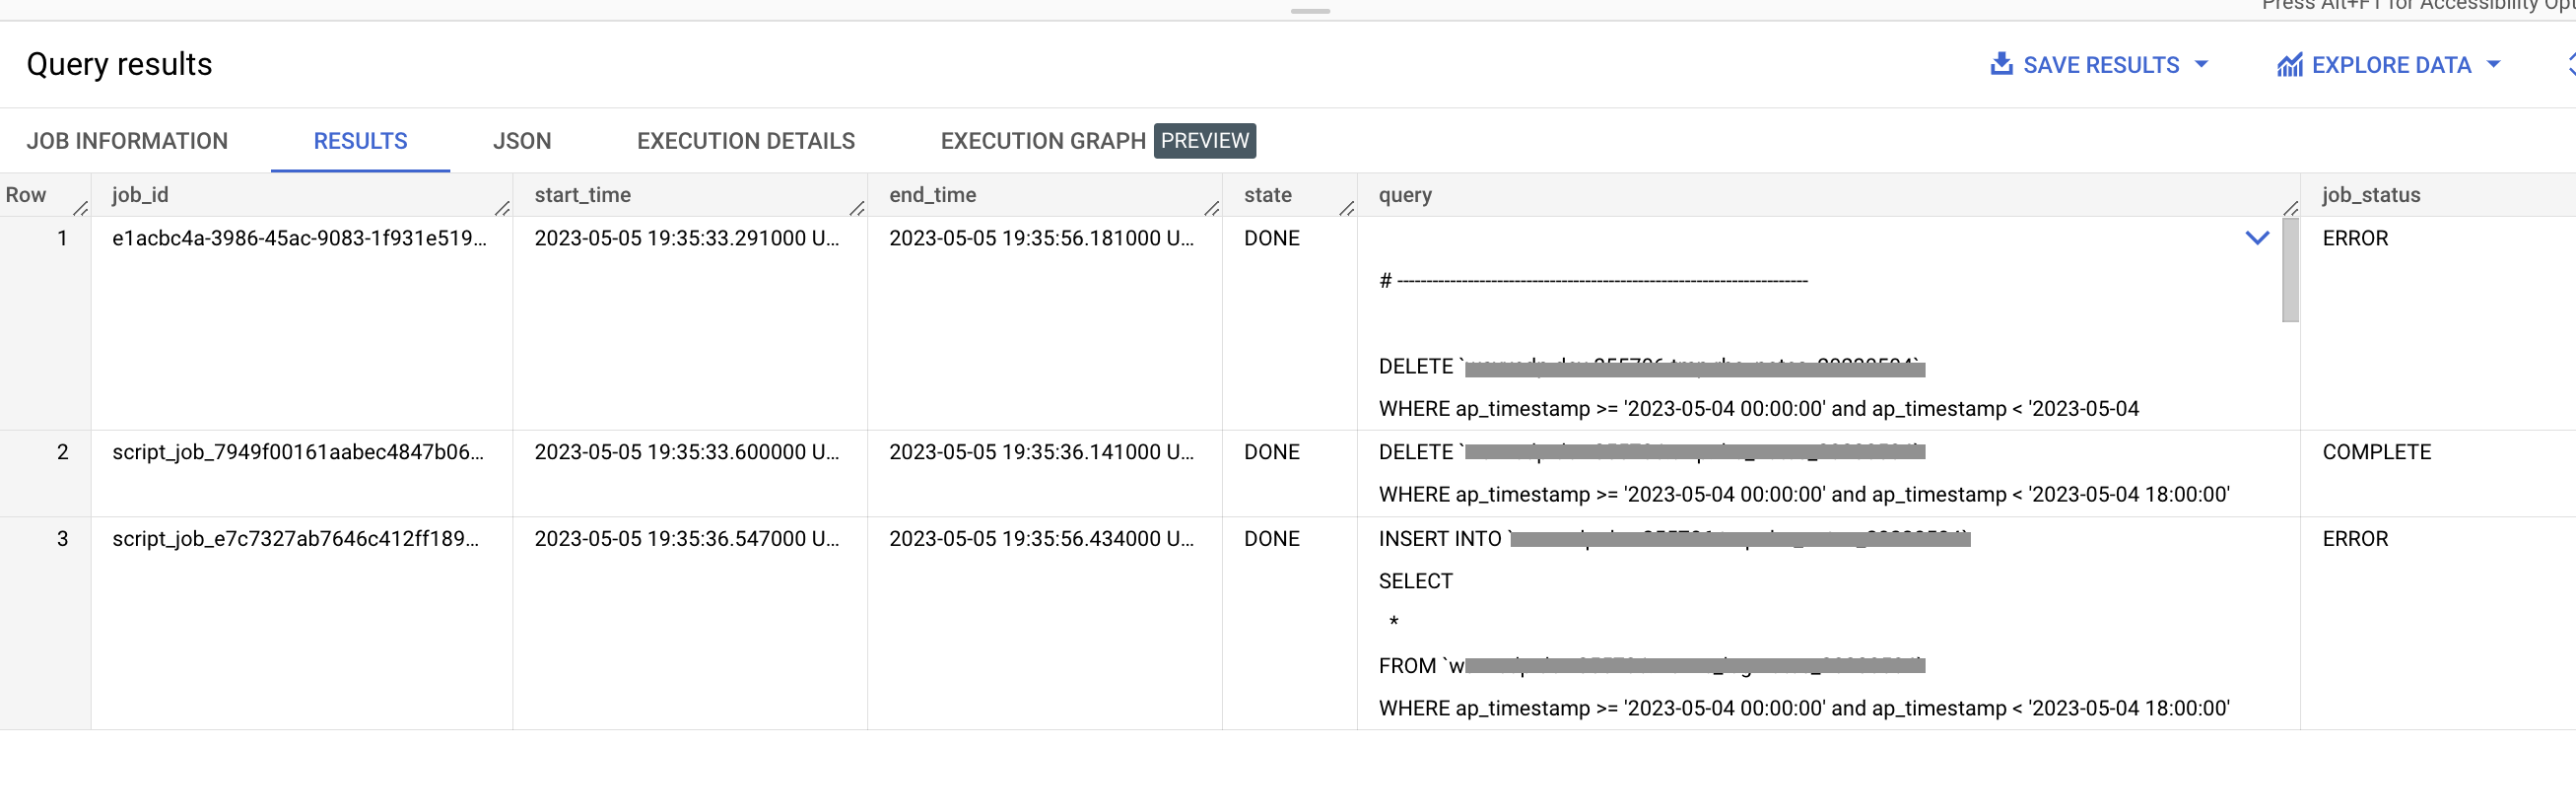 Press Alt+F1 for Accessibility Opt
Query results
SAVE RESULTS
EXPLORE DATA
JOB INFORMATION
RESULTS
JSON
EXECUTION DETAILS
EXECUTION GRAPH PREVIEW
Row job_id start_time end_time state query job_status
1 e1acbc4a-3986-45ac-9083-1f931e519... 2023-05-05 19:35:33.291000 U... 2023-05-05 19:35:56.181000 U... DONE ERROR
# ----------------------------------------------------------------------
DELETE `
WHERE ap_timestamp >= '2023-05-04 00:00:00' and ap_timestamp < '2023-05-04
2 script_job_7949f00161aabec4847b06... 2023-05-05 19:35:33.600000 U... 2023-05-05 19:35:36.141000 U... DONE DELETE ` COMPLETE
WHERE ap_timestamp >= '2023-05-04 00:00:00' and ap_timestamp < '2023-05-04 18:00:00'
3 script_job_e7c7327ab7646c412ff189... 2023-05-05 19:35:36.547000 U... 2023-05-05 19:35:56.434000 U... DONE INSERT INTO ` ERROR
SELECT
*
FROM `w
WHERE ap_timestamp >= '2023-05-04 00:00:00' and ap_timestamp < '2023-05-04 18:00:00'